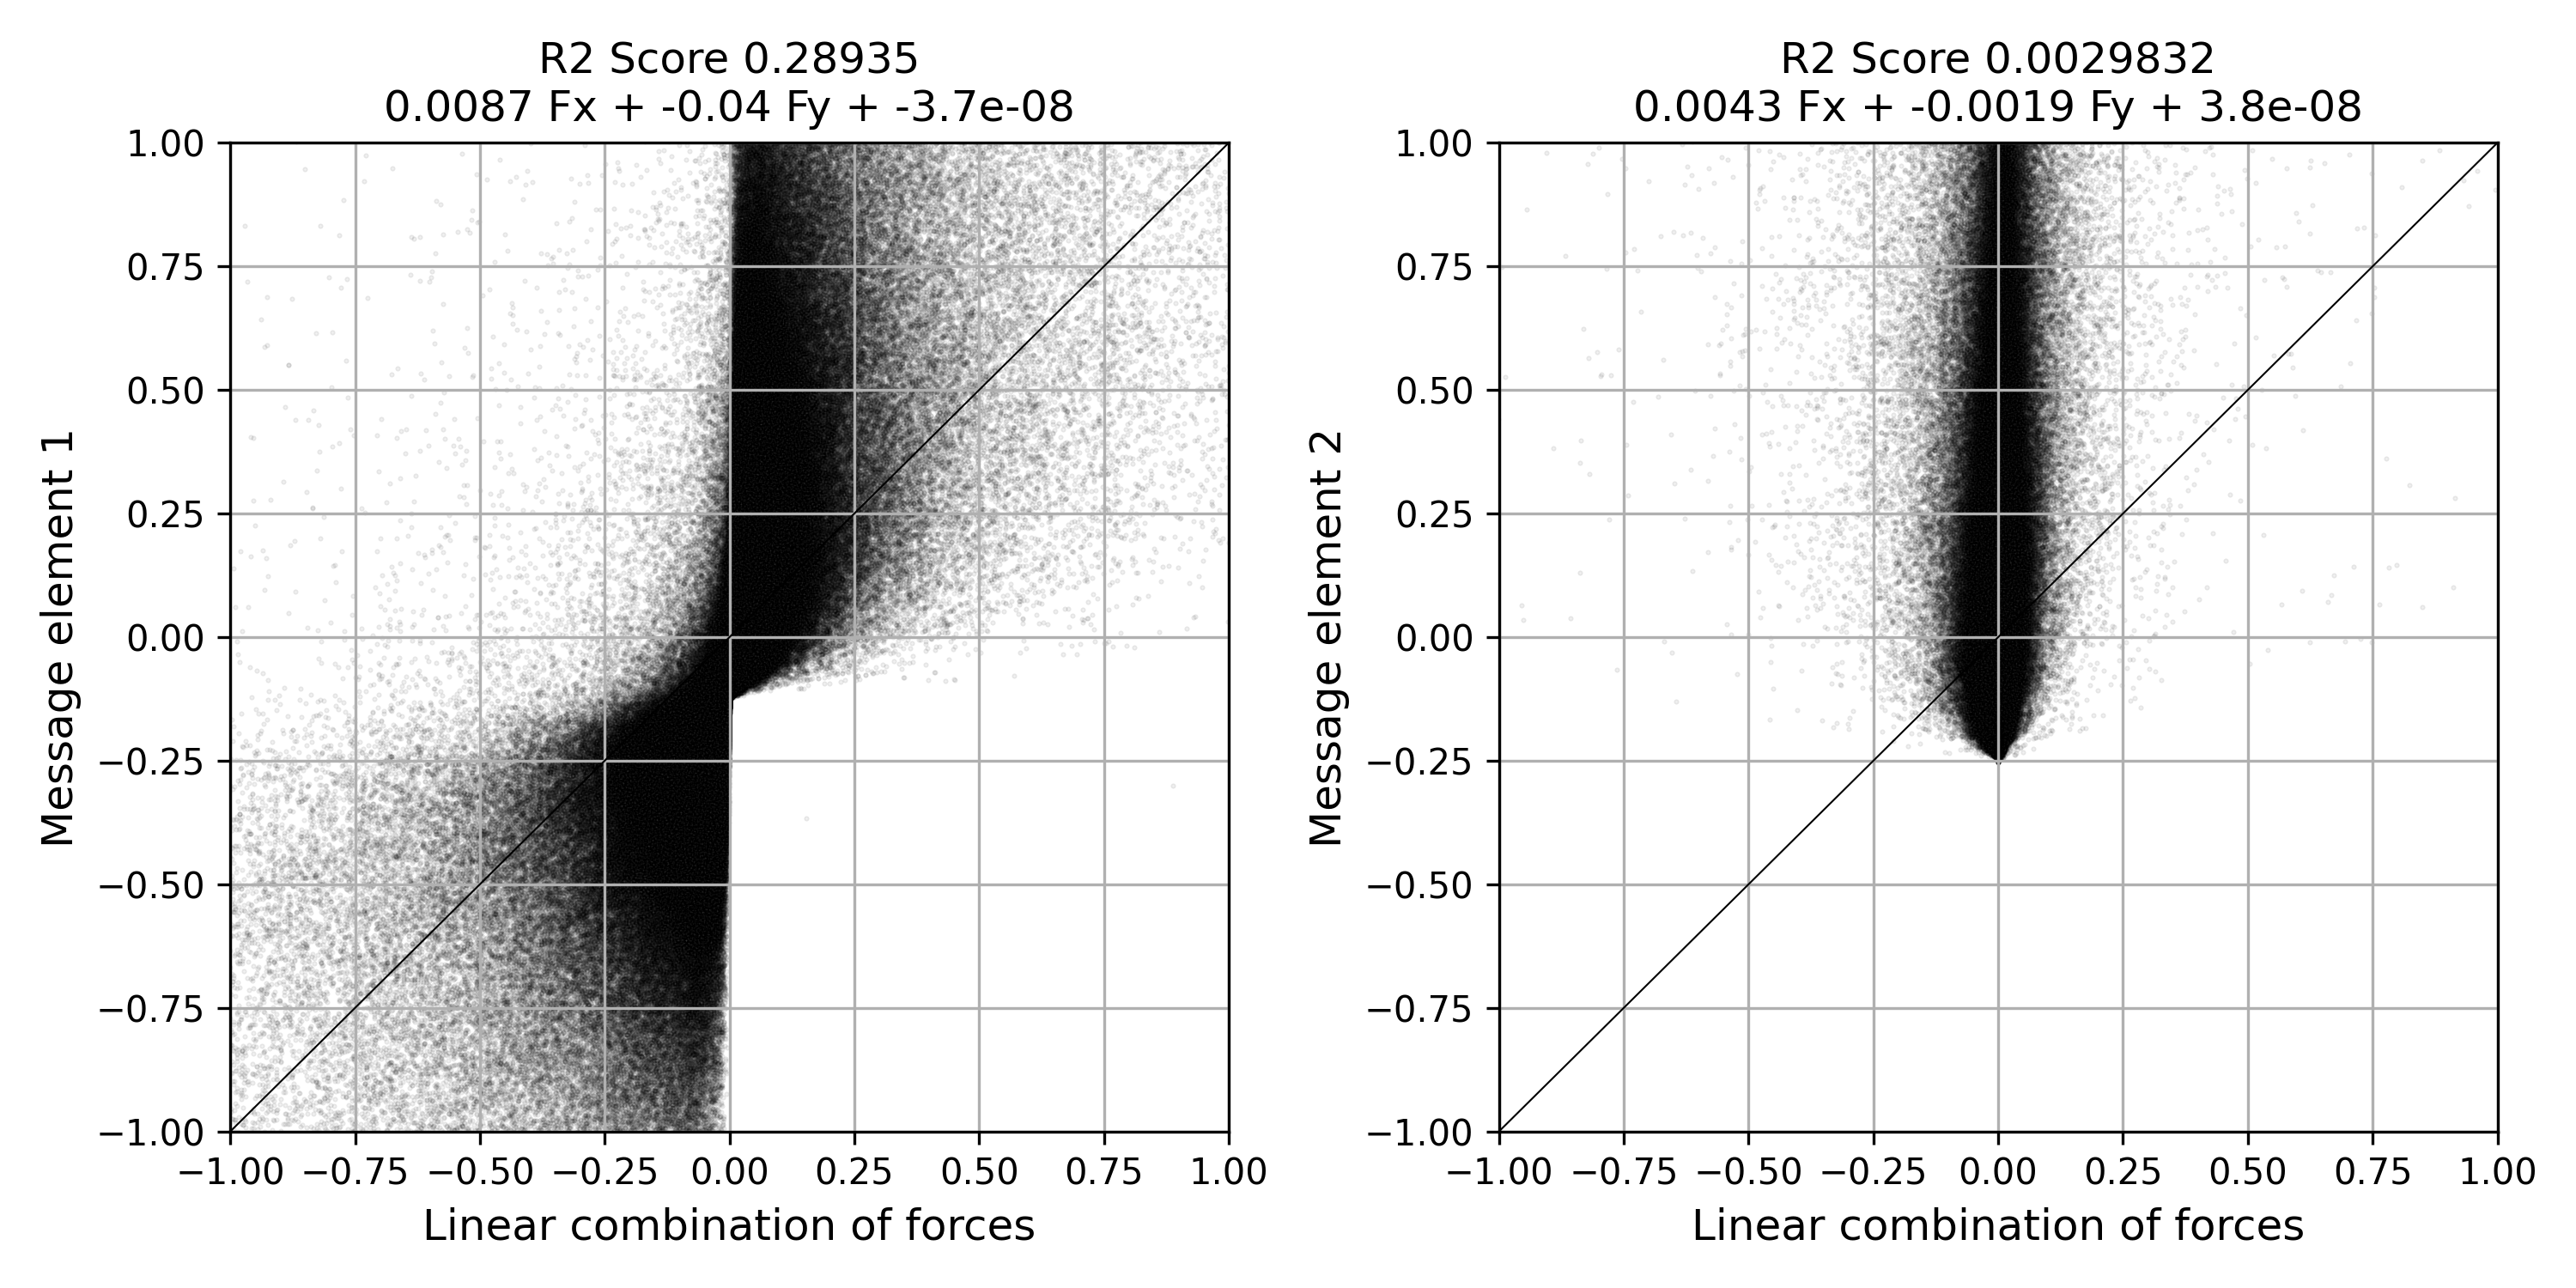 R2 Score 0.28935
0.0087 Fx + -0.04 Fy + -3.7e-08
1.00
0.75
0.50
0.25
0.00
−0.25
−0.50
−0.75
−1.00
Message element 1
−1.00 −0.75 −0.50 −0.25 0.00 0.25 0.50 0.75 1.00
Linear combination of forces
R2 Score 0.0029832
0.0043 Fx + -0.0019 Fy + 3.8e-08
1.00
0.75
0.50
0.25
0.00
−0.25
−0.50
−0.75
−1.00
Message element 2
−1.00 −0.75 −0.50 −0.25 0.00 0.25 0.50 0.75 1.00
Linear combination of forces